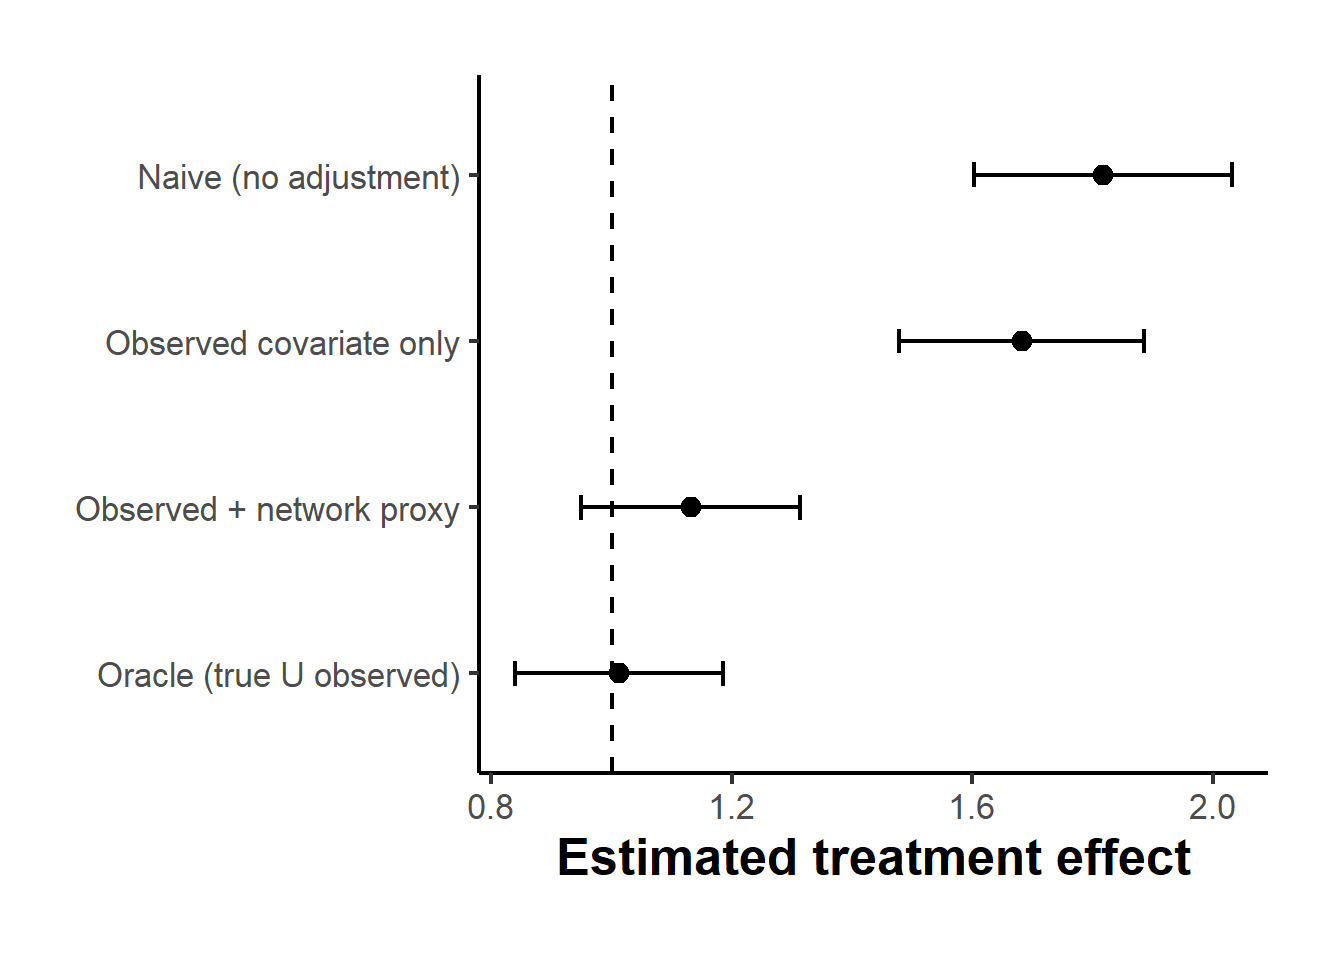 Naive (no adjustment)
Observed covariate only
Observed + network proxy
Oracle (true U observed)
0.8 1.2 1.6 2.0
Estimated treatment effect